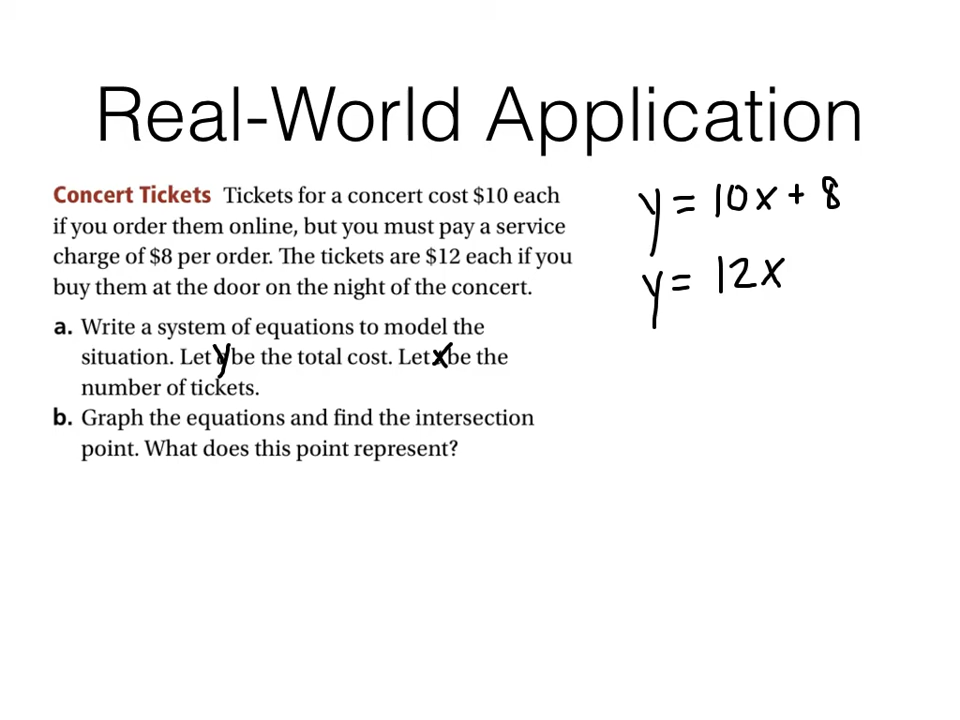 Real-World Application
Concert Tickets Tickets for a concert cost $10 each
if you order them online, but you must pay a service
charge of $8 per order. The tickets are $12 each if you
buy them at the door on the night of the concert.
a. Write a system of equations to model the
situation. Let y be the total cost. Let x be the
number of tickets.
b. Graph the equations and find the intersection
point. What does this point represent?
y = 10x + 8
y = 12x